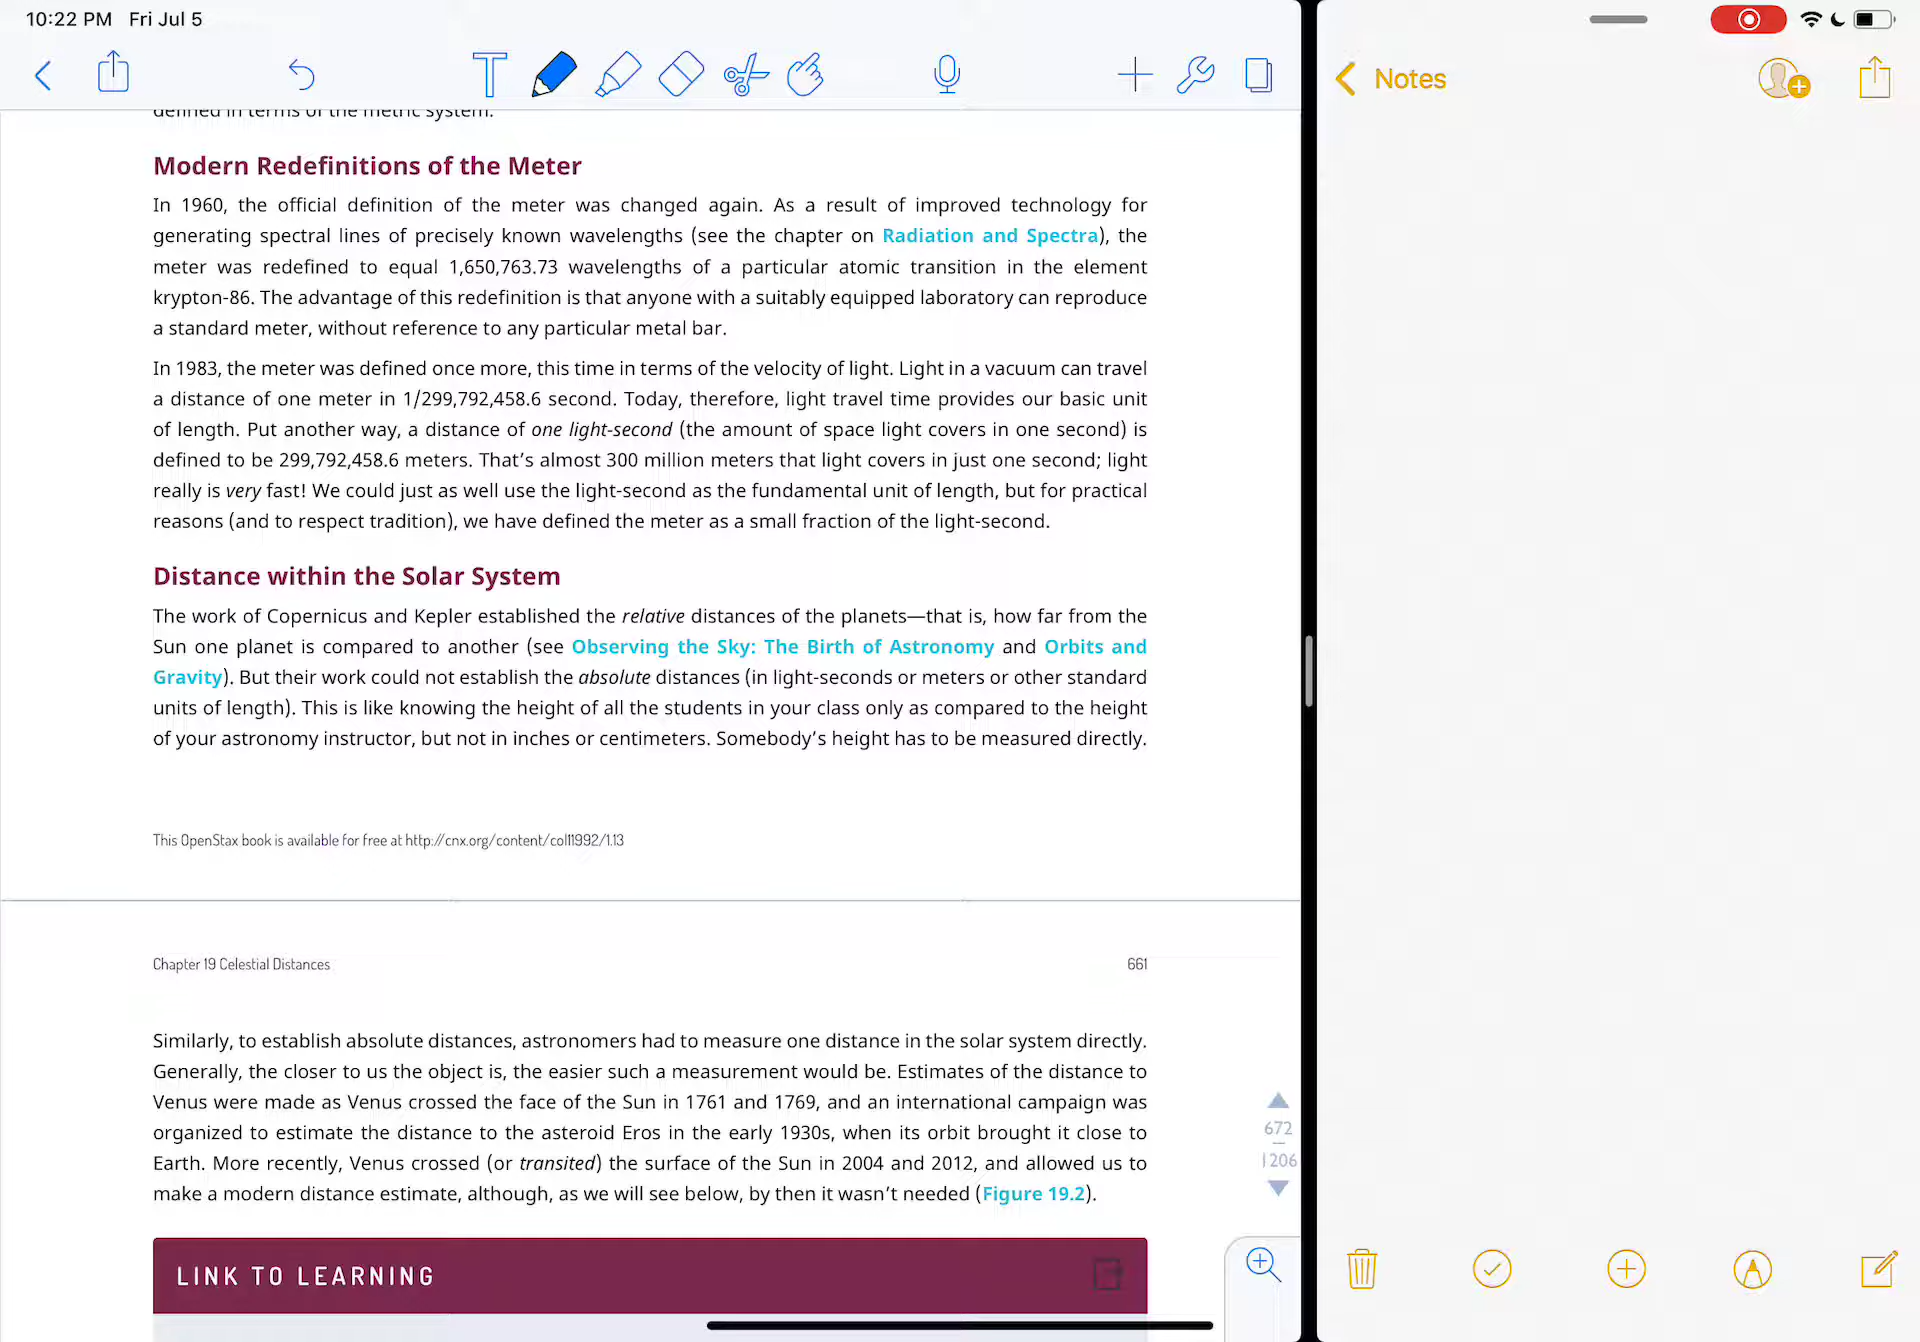 10:22 PM Fri Jul 5
Notes
defined in terms of the metric system.
Modern Redefinitions of the Meter
In 1960, the official definition of the meter was changed again. As a result of improved technology for
generating spectral lines of precisely known wavelengths (see the chapter on Radiation and Spectra), the
meter was redefined to equal 1,650,763.73 wavelengths of a particular atomic transition in the element
krypton-86. The advantage of this redefinition is that anyone with a suitably equipped laboratory can reproduce
a standard meter, without reference to any particular metal bar.
In 1983, the meter was defined once more, this time in terms of the velocity of light. Light in a vacuum can travel
a distance of one meter in 1/299,792,458.6 second. Today, therefore, light travel time provides our basic unit
of length. Put another way, a distance of one light-second (the amount of space light covers in one second) is
defined to be 299,792,458.6 meters. That’s almost 300 million meters that light covers in just one second; light
really is very fast! We could just as well use the light-second as the fundamental unit of length, but for practical
reasons (and to respect tradition), we have defined the meter as a small fraction of the light-second.
Distance within the Solar System
The work of Copernicus and Kepler established the relative distances of the planets—that is, how far from the
Sun one planet is compared to another (see Observing the Sky: The Birth of Astronomy and Orbits and
Gravity). But their work could not establish the absolute distances (in light-seconds or meters or other standard
units of length). This is like knowing the height of all the students in your class only as compared to the height
of your astronomy instructor, but not in inches or centimeters. Somebody’s height has to be measured directly.
This OpenStax book is available for free at http://cnx.org/content/col11992/1.13
Chapter 19 Celestial Distances 661
Similarly, to establish absolute distances, astronomers had to measure one distance in the solar system directly.
Generally, the closer to us the object is, the easier such a measurement would be. Estimates of the distance to
Venus were made as Venus crossed the face of the Sun in 1761 and 1769, and an international campaign was
organized to estimate the distance to the asteroid Eros in the early 1930s, when its orbit brought it close to
Earth. More recently, Venus crossed (or transited) the surface of the Sun in 2004 and 2012, and allowed us to
make a modern distance estimate, although, as we will see below, by then it wasn’t needed (Figure 19.2).
672
1206
LINK TO LEARNING